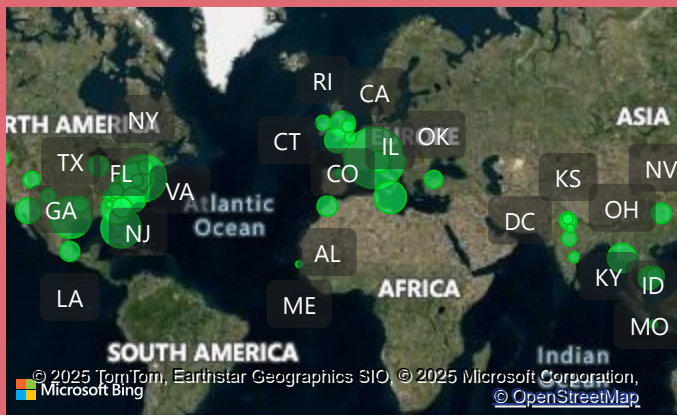 RI
CA
RTH AMERICA
NY
ASIA
CT
EUROPE
IL
OK
TX
FL
CO
KS
NV
VA
Atlantic
Ocean
GA
NJ
DC
OH
AL
KY
ID
AFRICA
LA
ME
MO
SOUTH AMERICA
Indian
Ocean
© 2025 TomTom, Earthstar Geographics SIO, © 2025 Microsoft Corporation,
Microsoft Bing
© OpenStreetMap